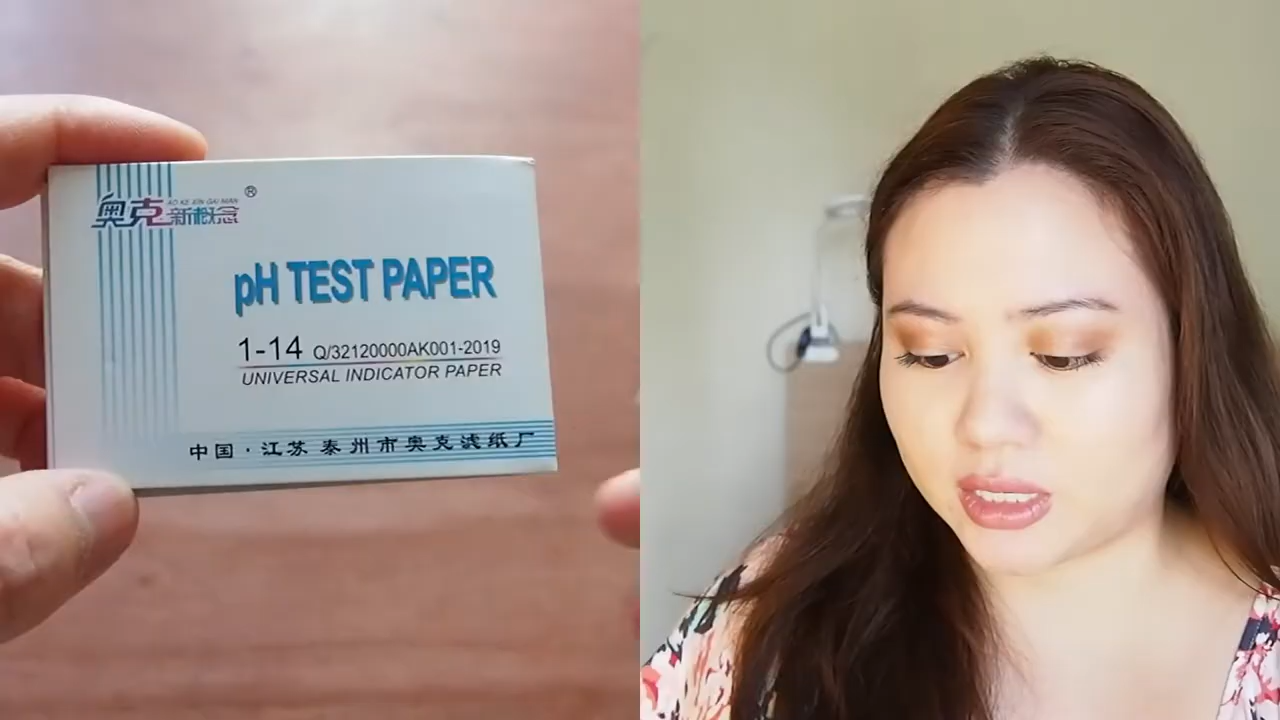 奥克 AO KE XIN GAI NIAN ®
新概念
pH TEST PAPER
1-14 Q/32120000AK001-2019
UNIVERSAL INDICATOR PAPER
中国·江苏 泰州市奥克滤纸厂